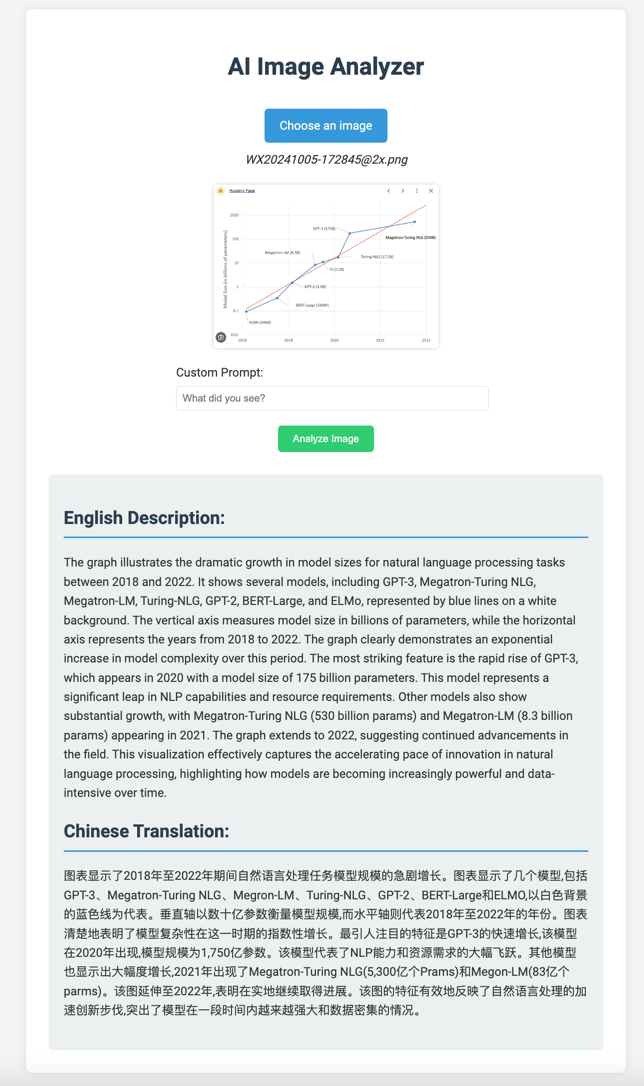 AI Image Analyzer
Choose an image
WX20241005-172845@2x.png
Hugging Face
Model Size (in billions of parameters)
1000
100
10
1
0.1
0.01
2018
2019
2020
2021
2022
GPT-3 (175B)
Megatron-Turing NLG (530B)
Megatron-LM (8.3B)
Turing-NLG (17.2B)
T5 (11B)
GPT-2 (1.5B)
BERT-Large (340M)
ELMo (94M)
Custom Prompt:
What did you see?
Analyze Image
English Description:
The graph illustrates the dramatic growth in model sizes for natural language processing tasks
between 2018 and 2022. It shows several models, including GPT-3, Megatron-Turing NLG,
Megatron-LM, Turing-NLG, GPT-2, BERT-Large, and ELMo, represented by blue lines on a white
background. The vertical axis measures model size in billions of parameters, while the horizontal
axis represents the years from 2018 to 2022. The graph clearly demonstrates an exponential
increase in model complexity over this period. The most striking feature is the rapid rise of GPT-3,
which appears in 2020 with a model size of 175 billion parameters. This model represents a
significant leap in NLP capabilities and resource requirements. Other models also show
substantial growth, with Megatron-Turing NLG (530 billion params) and Megatron-LM (8.3 billion
params) appearing in 2021. The graph extends to 2022, suggesting continued advancements in
the field. This visualization effectively captures the accelerating pace of innovation in natural
language processing, highlighting how models are becoming increasingly powerful and data-
intensive over time.
Chinese Translation:
图表显示了2018年至2022年期间自然语言处理任务模型规模的急剧增长。图表显示了几个模型,包括
GPT-3、Megatron-Turing NLG、Megron-LM、Turing-NLG、GPT-2、BERT-Large和ELMO,以白色背景
的蓝色线为代表。垂直轴以数十亿参数衡量模型规模,而水平轴则代表2018年至2022年的年份。图表
清楚地表明了模型复杂性在这一时期的指数性增长。最引人注目的特征是GPT-3的快速增长,该模型
在2020年出现,模型规模为1,750亿参数。该模型代表了NLP能力和资源需求的大幅飞跃。其他模型
也显示出大幅度增长,2021年出现了Megatron-Turing NLG(5,300亿个Prams)和Megon-LM(83亿个
parms)。该图延伸至2022年,表明在实地继续取得进展。该图的特征有效地反映了自然语言处理的加
速创新步伐,突出了模型在一段时间内越来越强大和数据密集的情况。